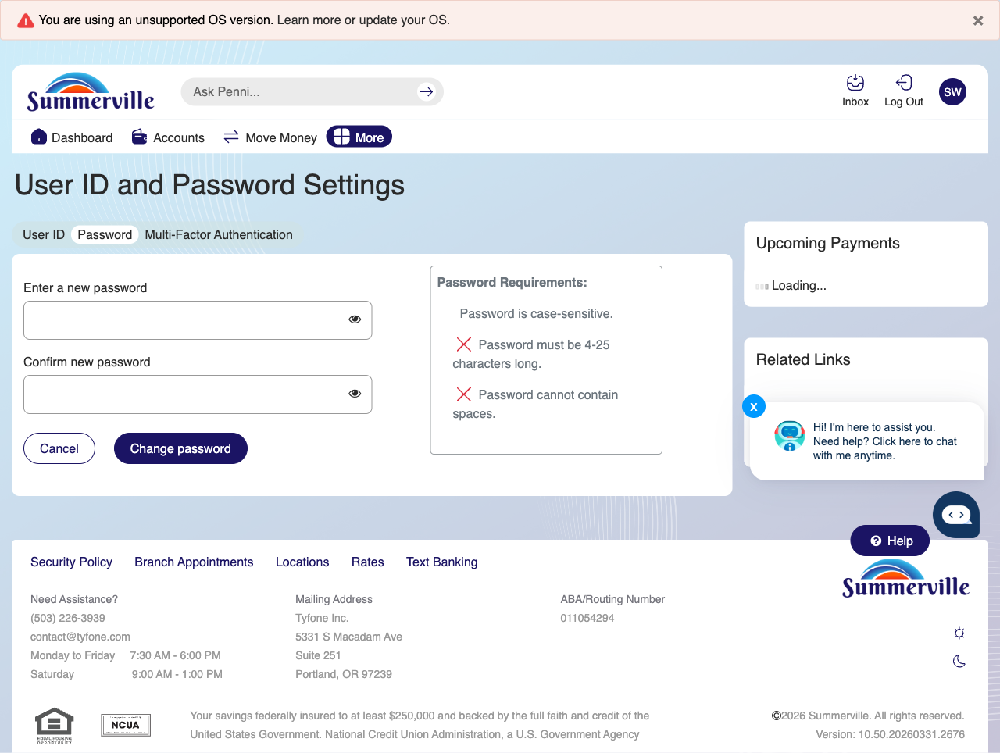 You are using an unsupported OS version. Learn more or update your OS.
Summerville
Ask Penni...
Inbox
Log Out
SW
Dashboard
Accounts
Move Money
More
User ID and Password Settings
User ID
Password
Multi-Factor Authentication
Enter a new password
Confirm new password
Cancel
Change password
Password Requirements:
Password is case-sensitive.
Password must be 4-25
characters long.
Password cannot contain
spaces.
Upcoming Payments
Loading...
Related Links
X
Hi! I'm here to assist you.
Need help? Click here to chat
with me anytime.
Help
Security Policy
Branch Appointments
Locations
Rates
Text Banking
Summerville
Need Assistance?
(503) 226-3939
contact@tyfone.com
Monday to Friday 7:30 AM - 6:00 PM
Saturday 9:00 AM - 1:00 PM
Mailing Address
Tyfone Inc.
5331 S Macadam Ave
Suite 251
Portland, OR 97239
ABA/Routing Number
011054294
EQUAL HOUSING
OPPORTUNITY
NCUA
Your savings federally insured to at least $250,000 and backed by the full faith and credit of the
United States Government. National Credit Union Administration, a U.S. Government Agency
©2026 Summerville. All rights reserved.
Version: 10.50.20260331.2676